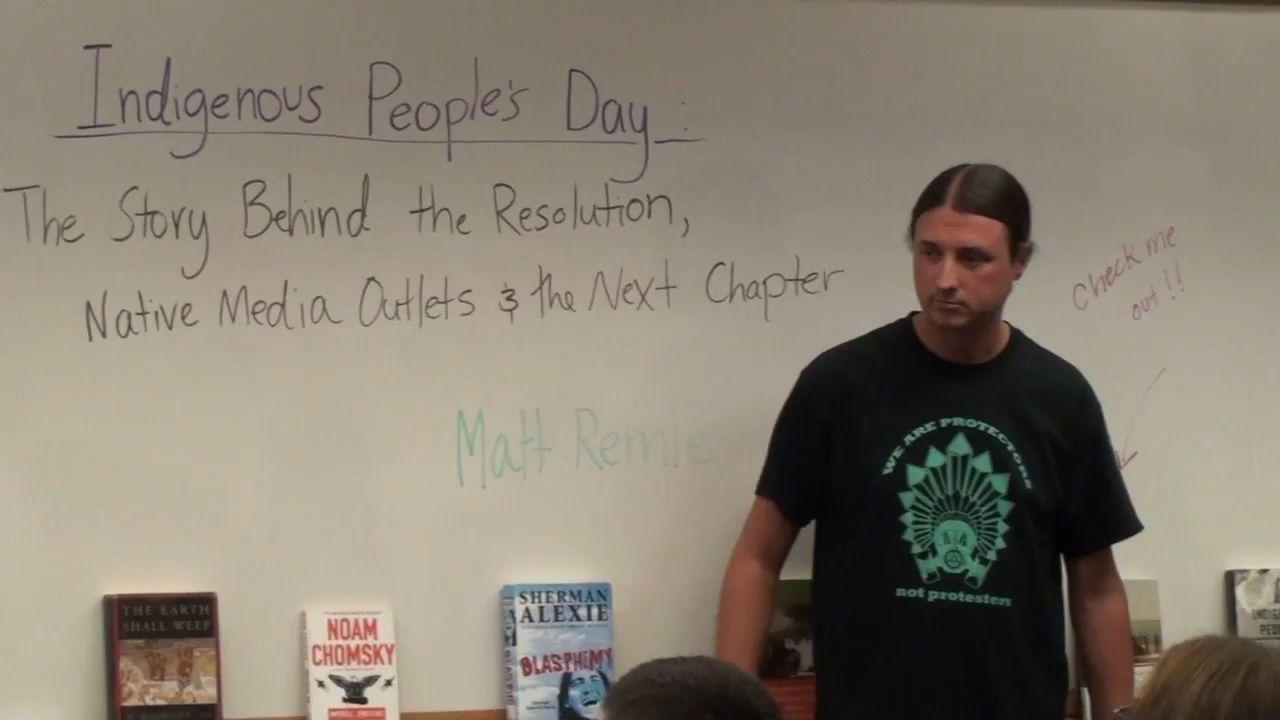 Indigenous People's Day:
The Story Behind the Resolution,
Native Media Outlets & the Next Chapter
Matt Remle
Check me
out!!
WE ARE PROTECTORS
not protesters
THE EARTH
SHALL WEEP
NOAM
CHOMSKY
SHERMAN
ALEXIE
BLASPHEMY